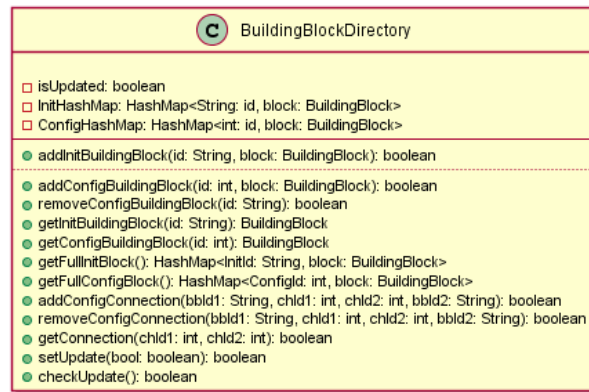 C BuildingBlockDirectory
isUpdated: boolean
InitHashMap: HashMap<String: id, block: BuildingBlock>
ConfigHashMap: HashMap<int: id, block: BuildingBlock>
addInitBuildingBlock(id: String, block: BuildingBlock): boolean
addConfigBuildingBlock(id: int, block: BuildingBlock): boolean
removeConfigBuildingBlock(id: String): boolean
getInitBuildingBlock(id: String): BuildingBlock
getConfigBuildingBlock(id: int): BuildingBlock
getFullInitBlock(): HashMap<InitId: String, block: BuildingBlock>
getFullConfigBlock(): HashMap<ConfigId: int, block: BuildingBlock>
addConfigConnection(bbId1: String, chId1: int, chId2: int, bbId2: String): boolean
removeConfigConnection(bbId1: String, chId1: int, chId2: int, bbId2: String): boolean
getConnection(chId1: int, chId2: int): boolean
setUpdate(bool: boolean): boolean
checkUpdate(): boolean